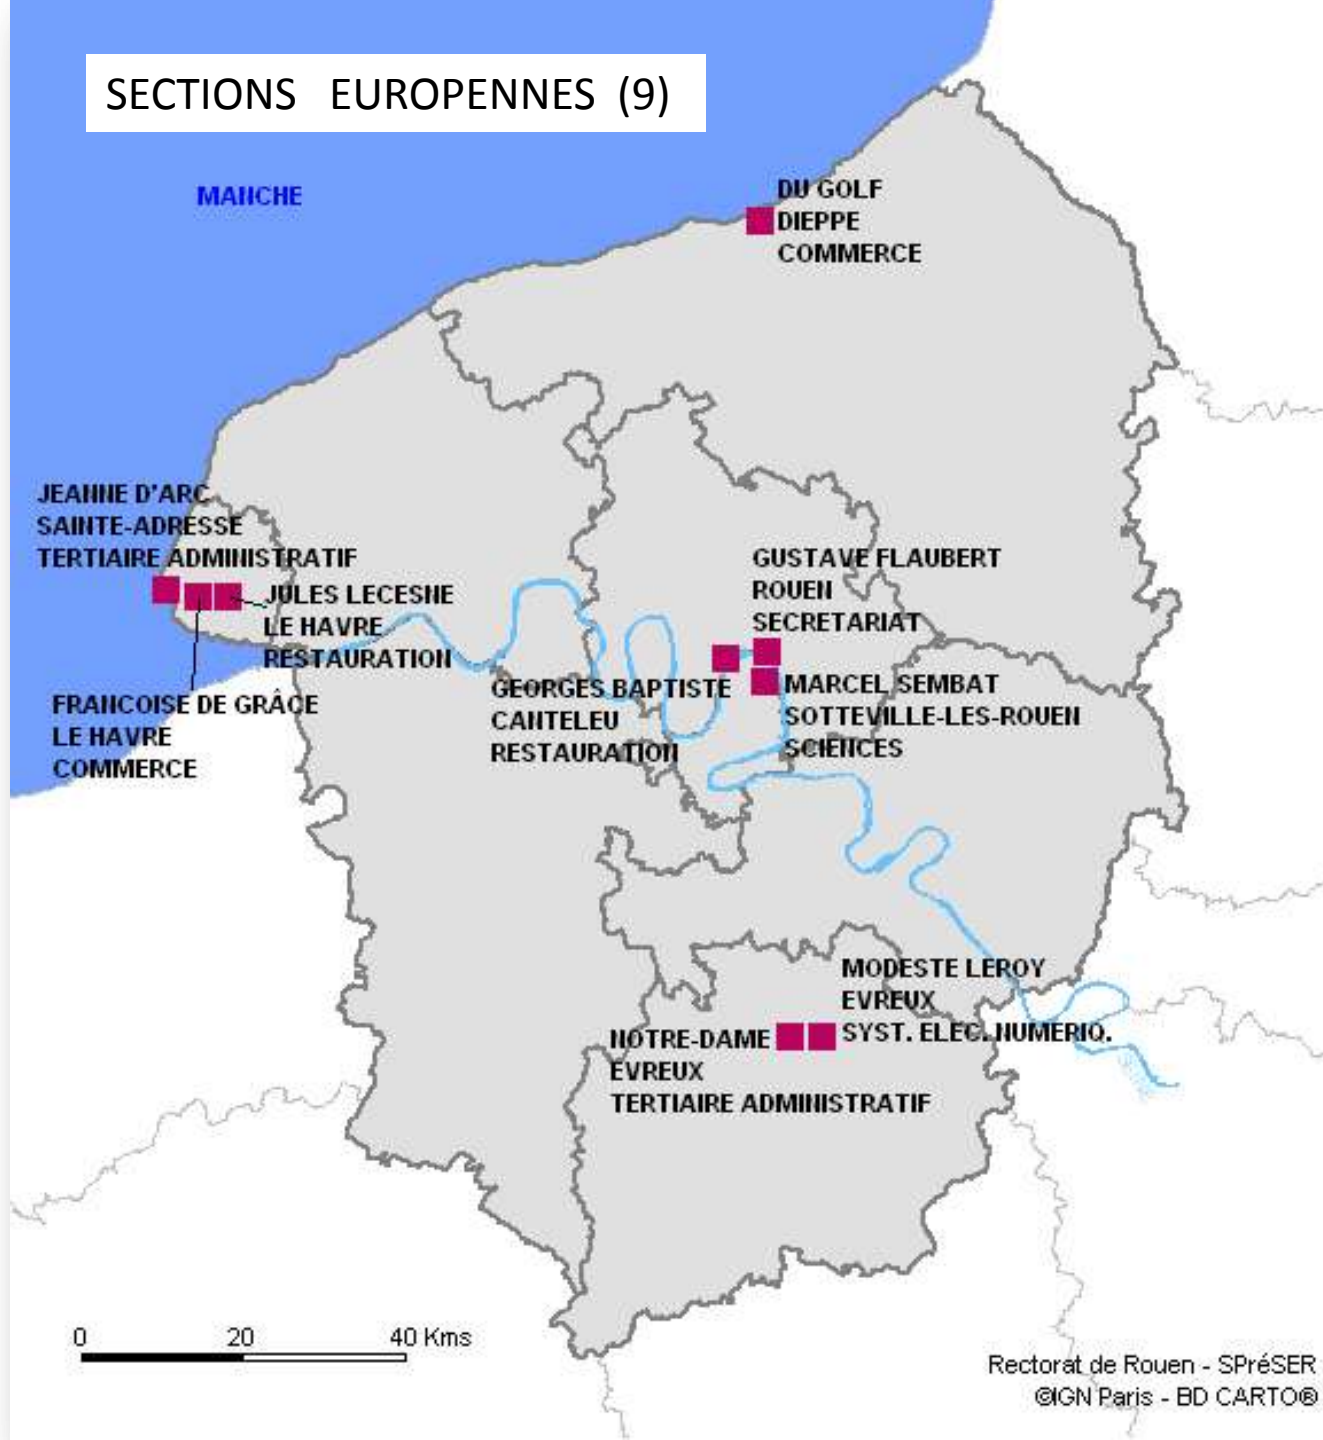 SECTIONS EUROPENNES (9)
MANCHE
DU GOLF
DIEPPE
COMMERCE
JEANNE D'ARC
SAINTE-ADRESSE
TERTIAIRE ADMINISTRATIF
JULES LECESNE
LE HAVRE
RESTAURATION
FRANCOISE DE GRÂCE
LE HAVRE
COMMERCE
GUSTAVE FLAUBERT
ROUEN
SECRETARIAT
GEORGES BAPTISTE
CANTELEU
RESTAURATION
MARCEL SEMBAT
SOTTEVILLE-LES-ROUEN
SCIENCES
MODESTE LEROY
EVREUX
SYST. ELEC. NUMERIQ.
NOTRE-DAME
EVREUX
TERTIAIRE ADMINISTRATIF
0 20 40 Kms
Rectorat de Rouen - SPréSER
©IGN Paris - BD CARTO®